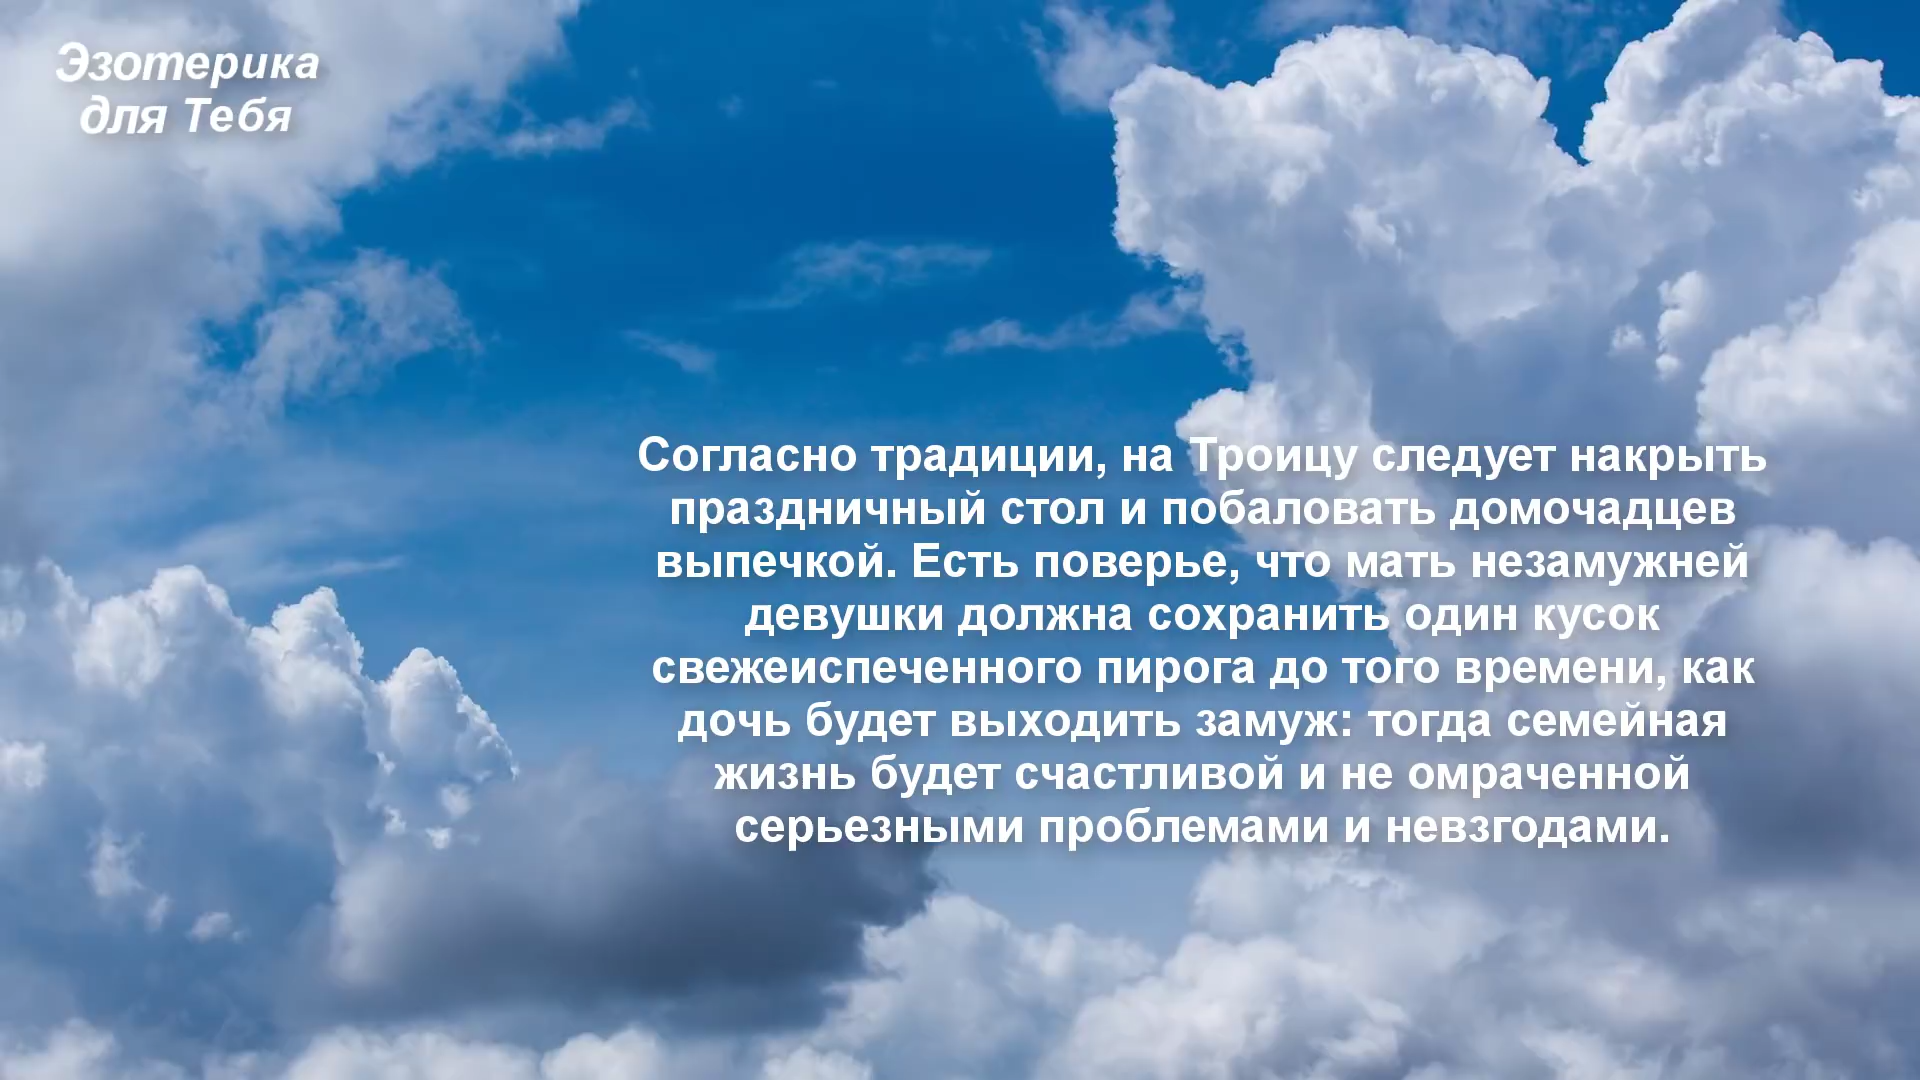 Эзотерика
для Тебя
Согласно традиции, на Троицу следует накрыть
праздничный стол и побаловать домочадцев
выпечкой. Есть поверье, что мать незамужней
девушки должна сохранить один кусок
свежеиспеченного пирога до того времени, как
дочь будет выходить замуж: тогда семейная
жизнь будет счастливой и не омраченной
серьезными проблемами и невзгодами.